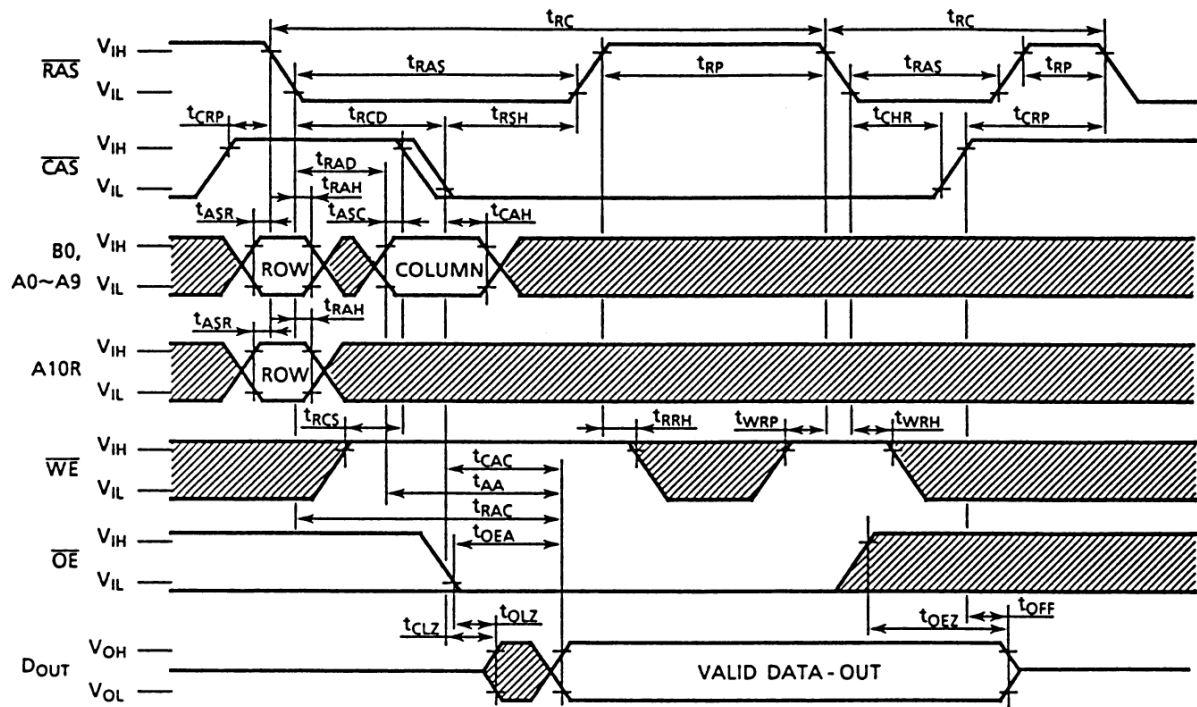 tRC tRC
RAS VIH VIL tRAS tRP tRAS tRP
tCRP tRCD tRSH tCHR tCRP
CAS VIH VIL tRAD tRAH
tASR tASC tCAH
B0, A0~A9 VIH VIL ROW COLUMN
tASR tRAH
A10R VIH VIL ROW
tRCS tRRH tWRP tWRH
WE VIH VIL tCAC tAA
tRAC
OE VIH VIL tOEA
tCLZ tOLZ tOEZ tOFF
DOUT VOH VOL VALID DATA-OUT